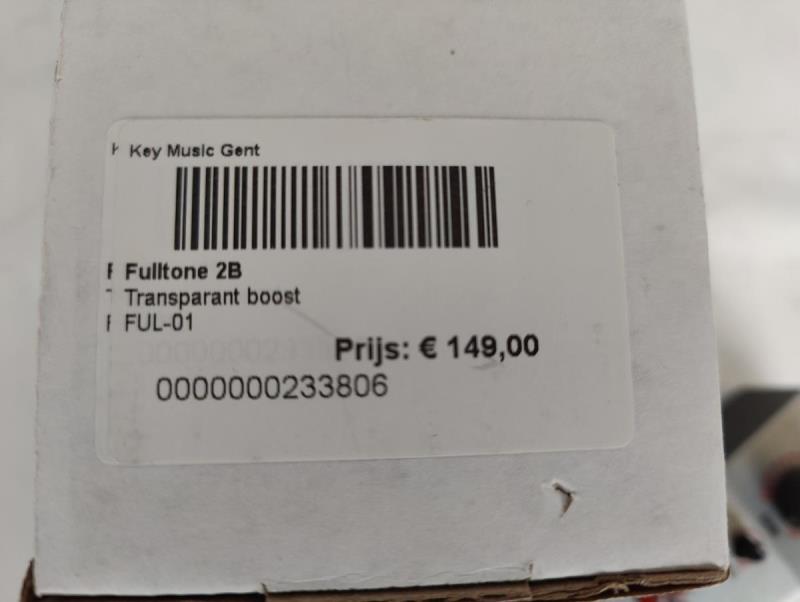 Key Music Gent
Fulltone 2B
Transparant boost
FUL-01
Prijs: € 149,00
0000000233806